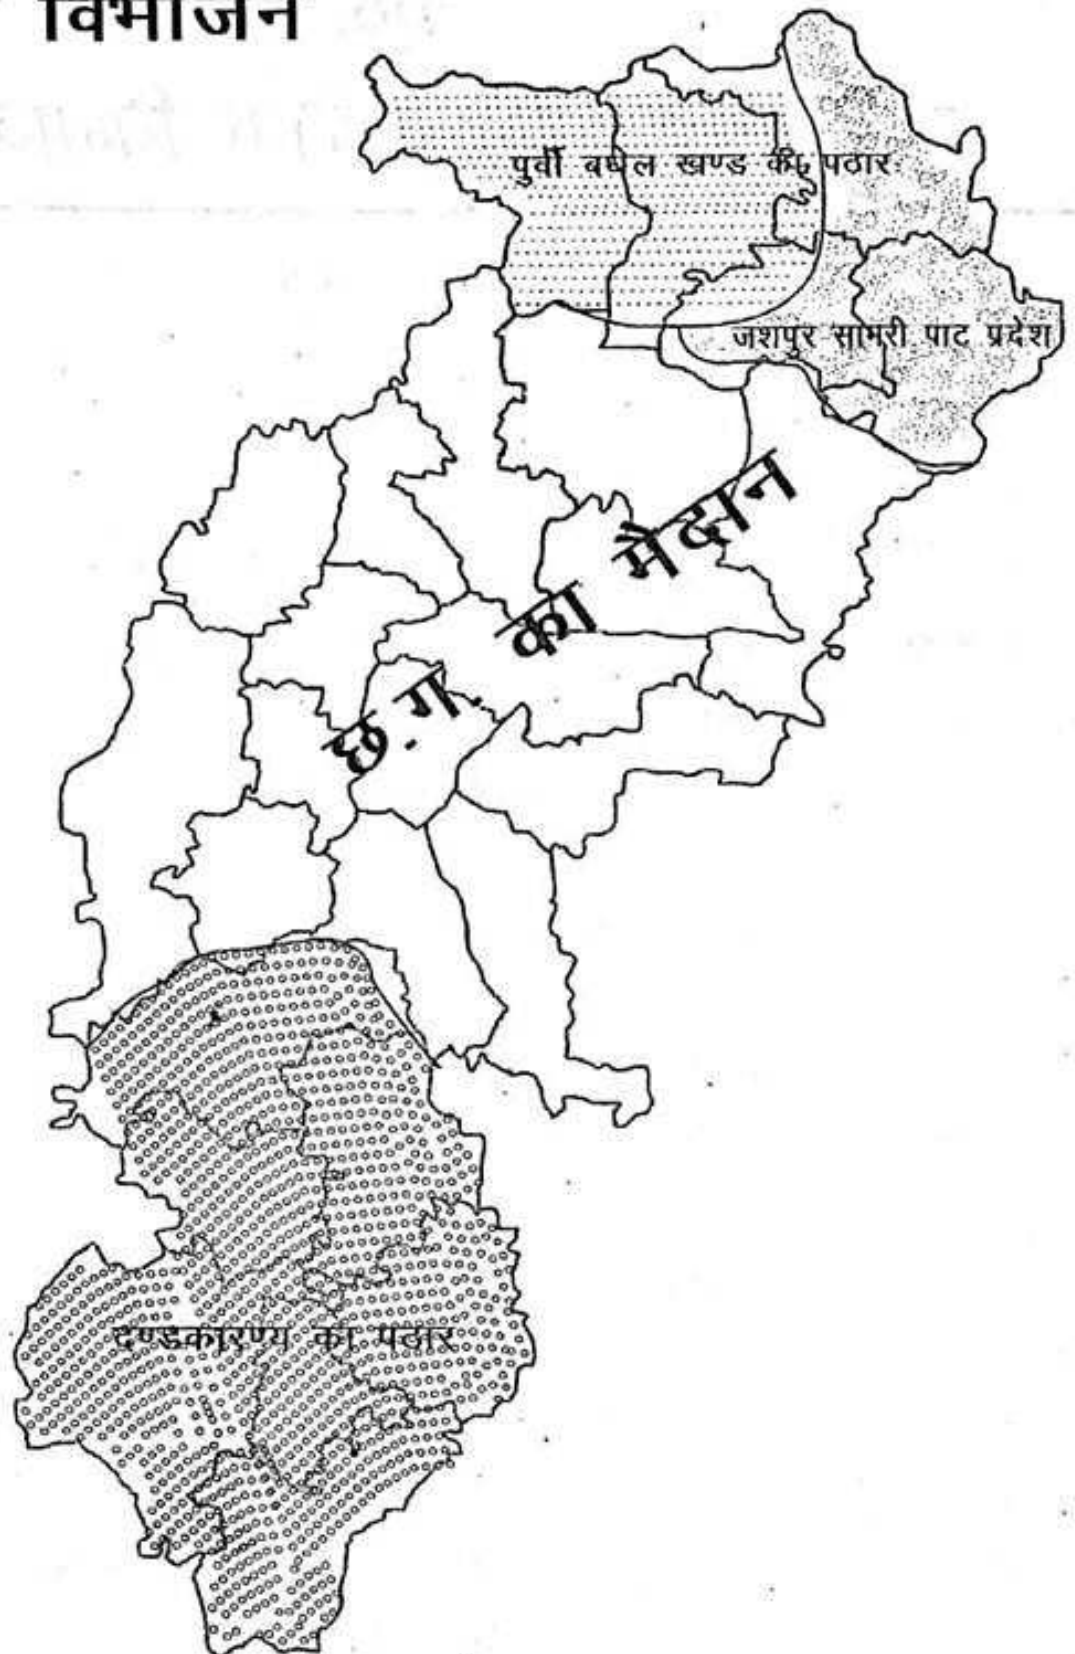 विभाजन
पुर्वी बघेल खण्ड की पठार
जशपुर सामरी पाट प्रदेश
छ.ग. का मैदान
दण्डकारण्य का पठार